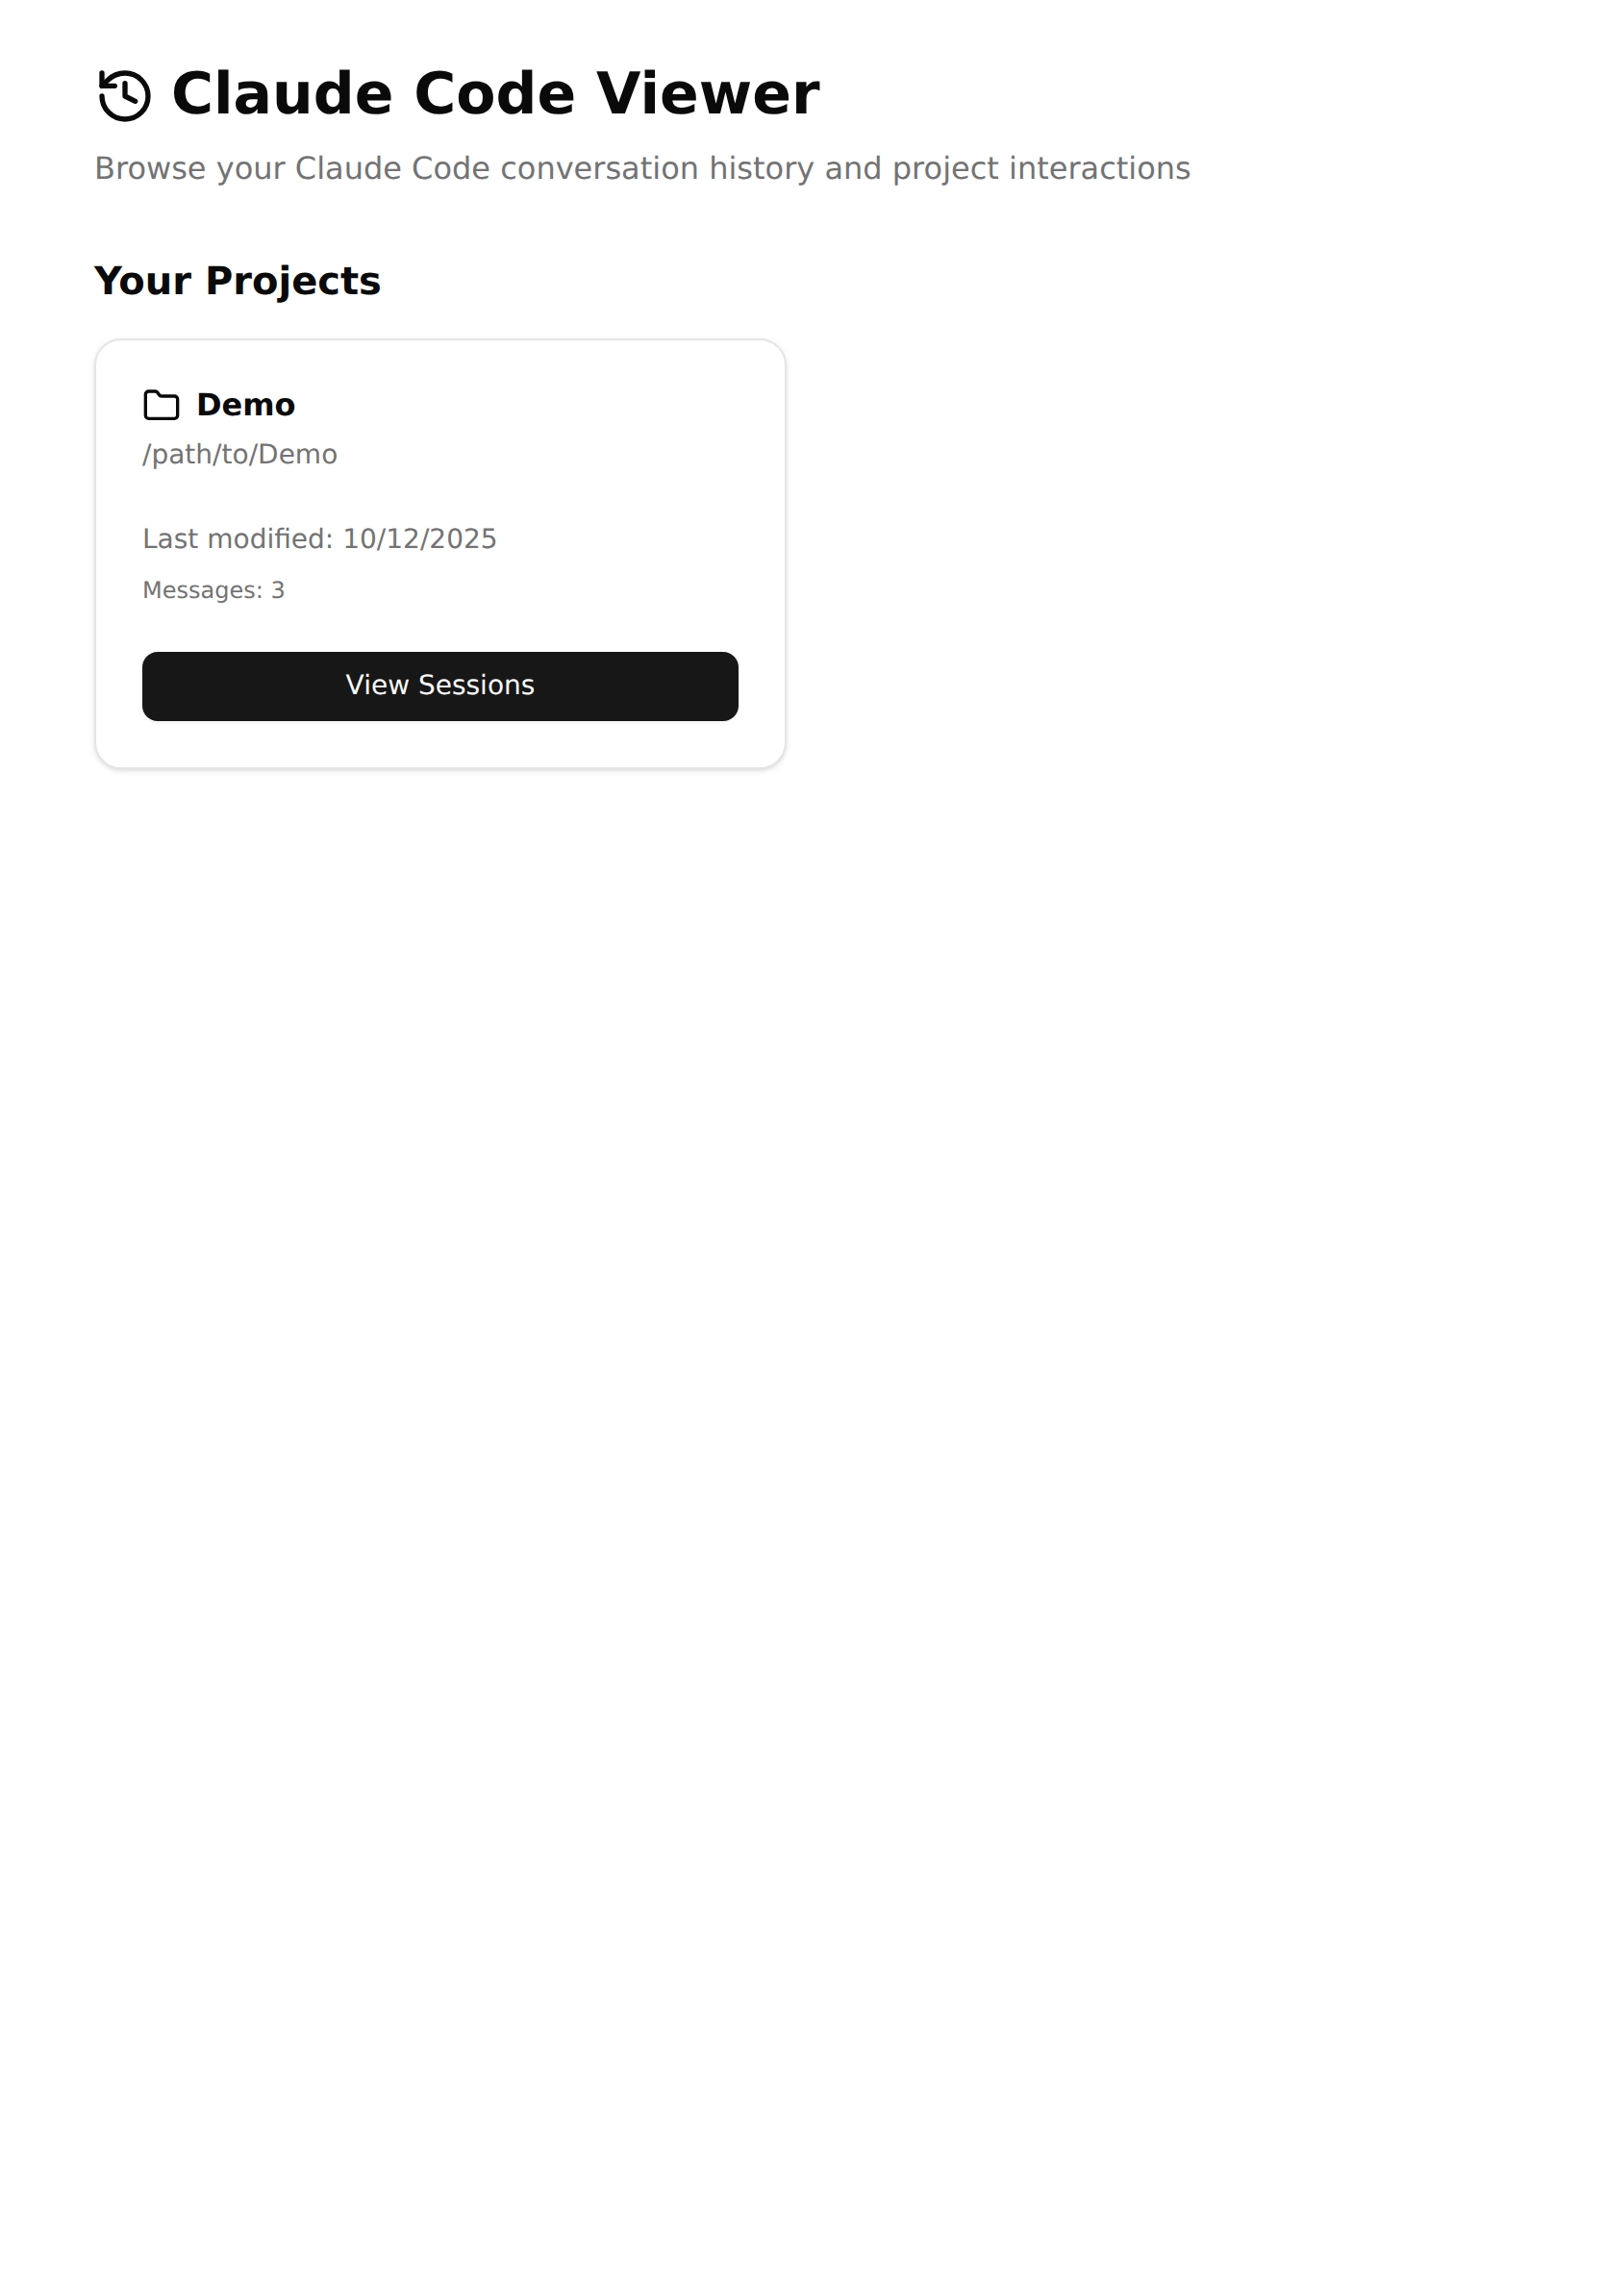 Claude Code Viewer
Browse your Claude Code conversation history and project interactions
Your Projects
Demo
/path/to/Demo
Last modified: 10/12/2025
Messages: 3
View Sessions